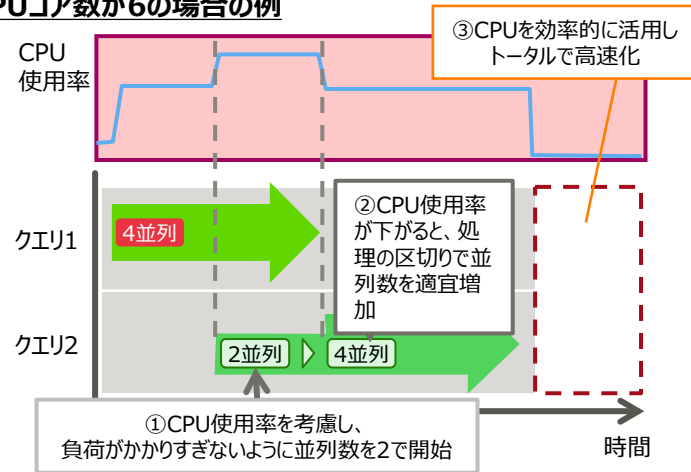 PUコア数が6の場合の例
③CPUを効率的に活用し
トータルで高速化
CPU
使用率
クエリ1
4並列
②CPU使用率
が下がると、処
理の区切りで並
列数を適宜増
加
クエリ2
2並列
4並列
①CPU使用率を考慮し、
負荷がかかりすぎないように並列数を2で開始
時間